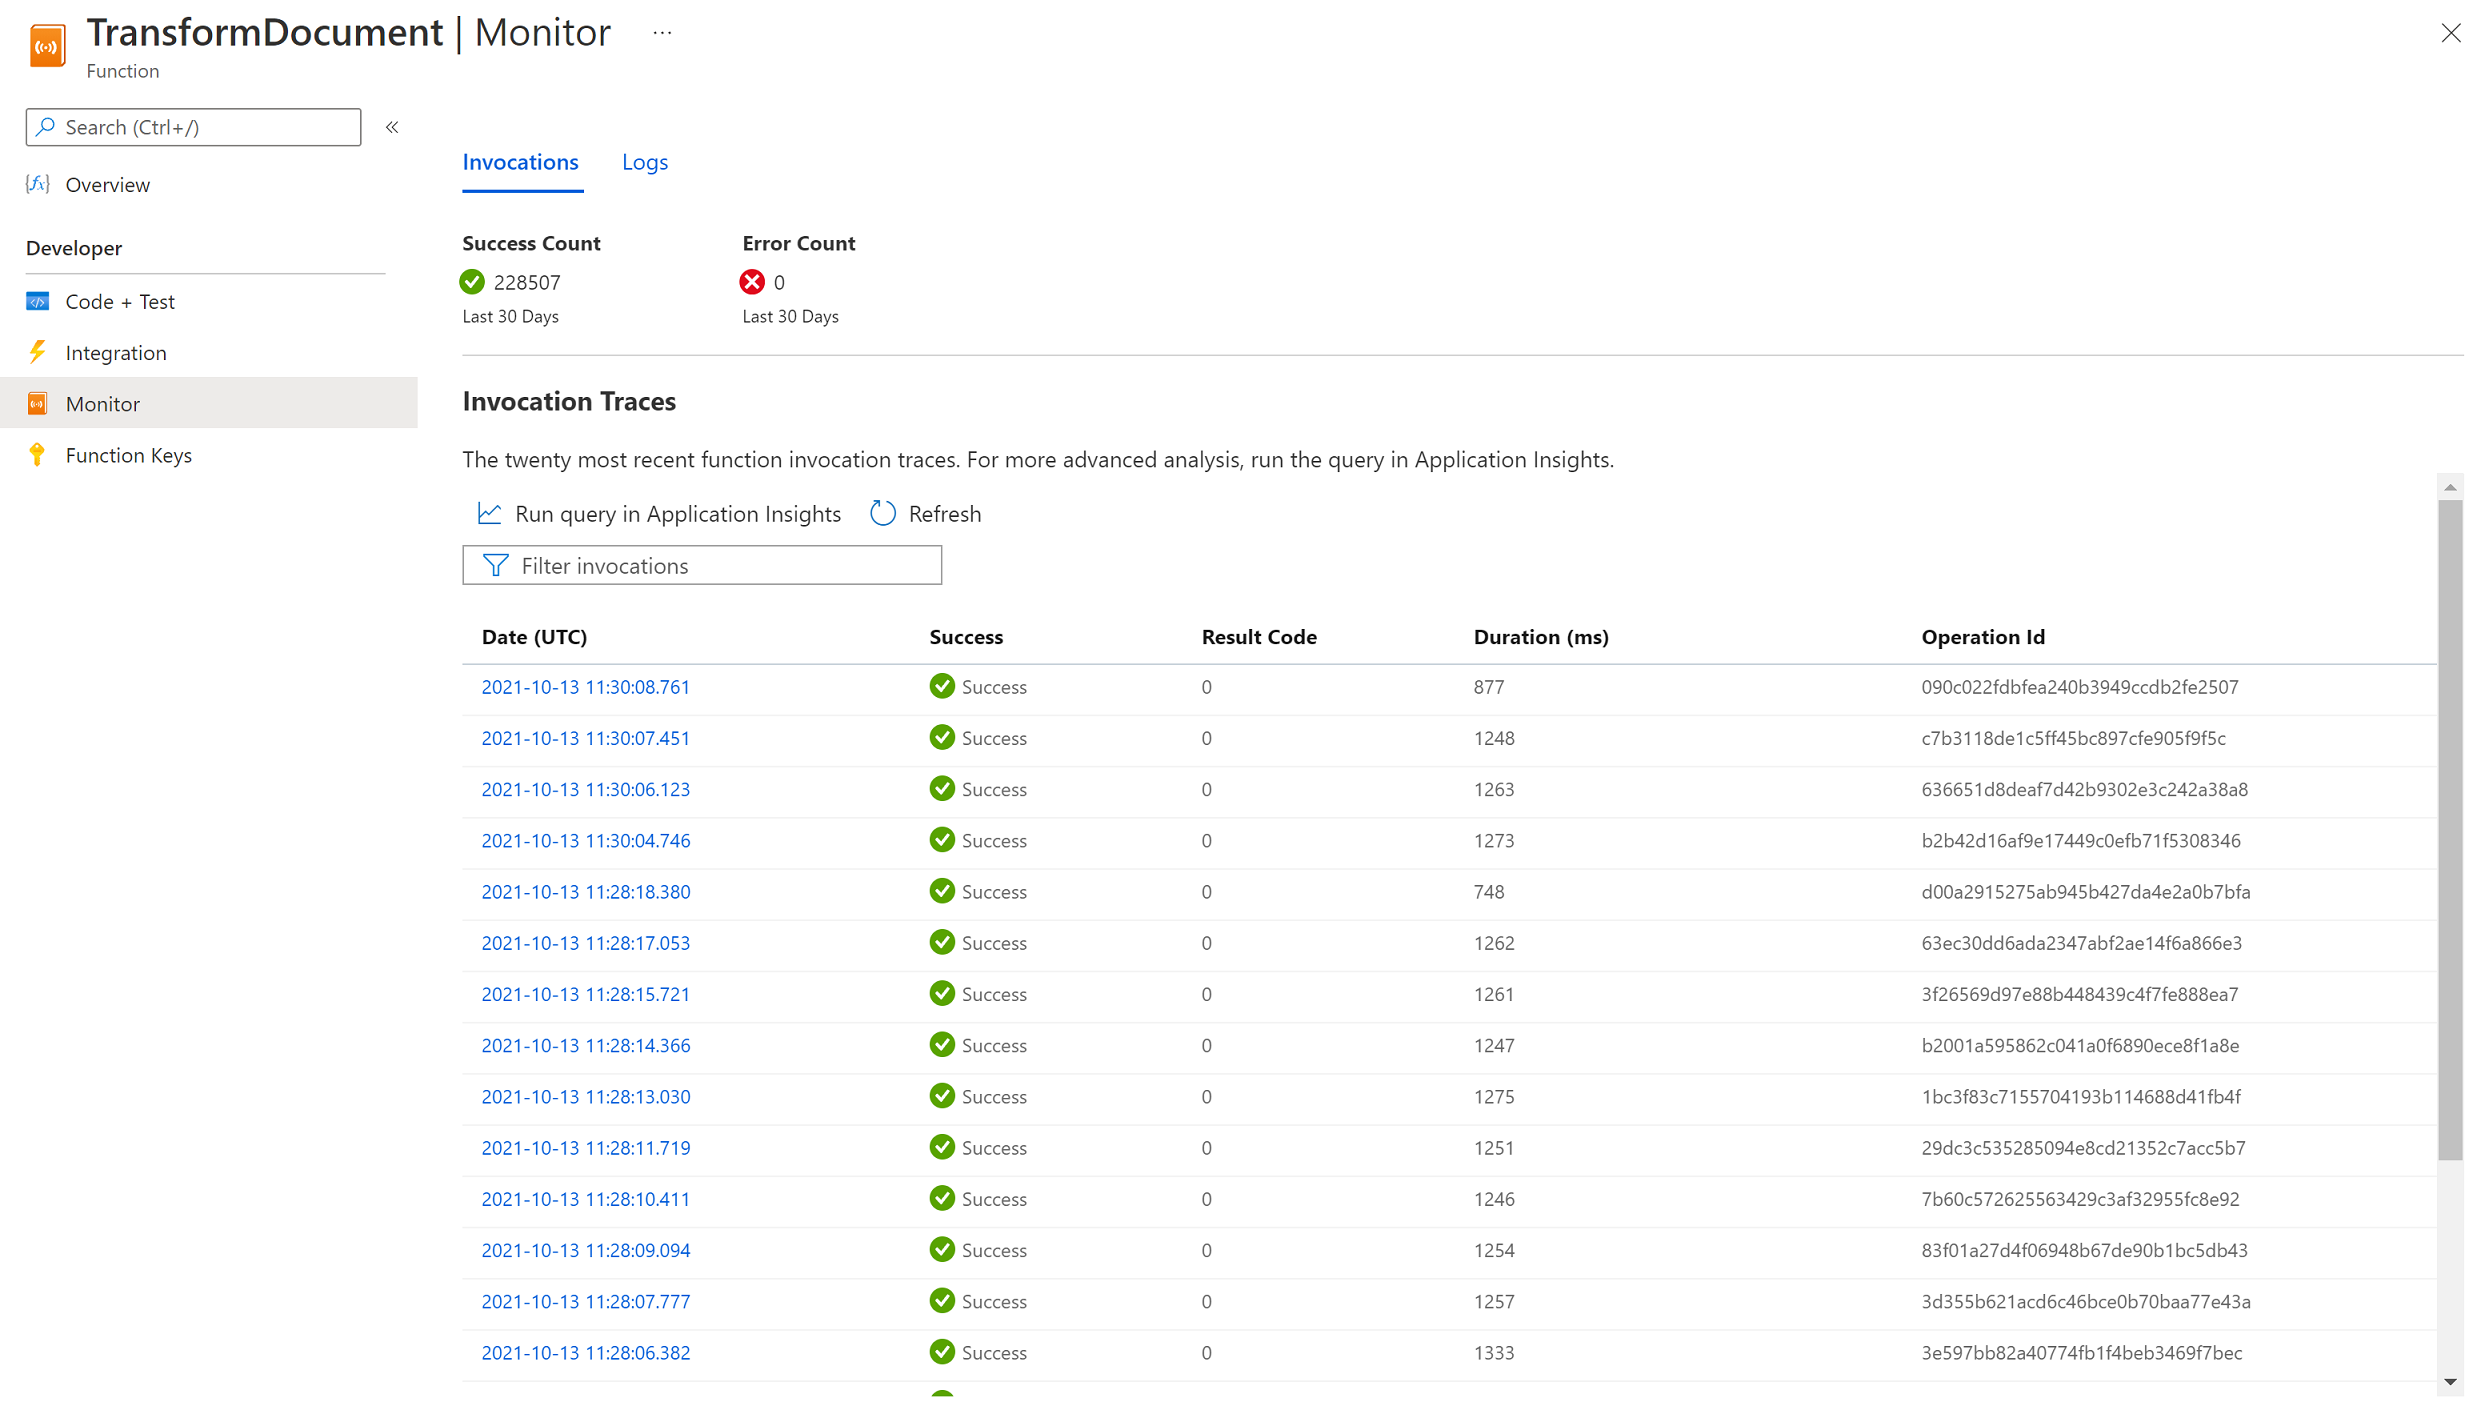 TransformDocument | Monitor ...
Function
Search (Ctrl+/) «
Overview
Developer
Code + Test
Integration
Monitor
Function Keys
Invocations Logs
Success Count Error Count
228507 0
Last 30 Days Last 30 Days
Invocation Traces
The twenty most recent function invocation traces. For more advanced analysis, run the query in Application Insights.
Run query in Application Insights Refresh
Filter invocations
Date (UTC) Success Result Code Duration (ms) Operation Id
2021-10-13 11:30:08.761 Success 0 877 090c022fdbfea240b3949ccdb2fe2507
2021-10-13 11:30:07.451 Success 0 1248 c7b3118de1c5ff45bc897cfe905f9f5c
2021-10-13 11:30:06.123 Success 0 1263 636651d8deaf7d42b9302e3c242a38a8
2021-10-13 11:30:04.746 Success 0 1273 b2b42d16af9e17449c0efb71f5308346
2021-10-13 11:28:18.380 Success 0 748 d00a2915275ab945b427da4e2a0b7bfa
2021-10-13 11:28:17.053 Success 0 1262 63ec30dd6ada2347abf2ae14f6a866e3
2021-10-13 11:28:15.721 Success 0 1261 3f26569d97e88b448439c4f7fe888ea7
2021-10-13 11:28:14.366 Success 0 1247 b2001a595862c041a0f6890ece8f1a8e
2021-10-13 11:28:13.030 Success 0 1275 1bc3f83c7155704193b114688d41fb4f
2021-10-13 11:28:11.719 Success 0 1251 29dc3c535285094e8cd21352c7acc5b7
2021-10-13 11:28:10.411 Success 0 1246 7b60c572625563429c3af32955fc8e92
2021-10-13 11:28:09.094 Success 0 1254 83f01a27d4f06948b67de90b1bc5db43
2021-10-13 11:28:07.777 Success 0 1257 3d355b621acd6c46bce0b70baa77e43a
2021-10-13 11:28:06.382 Success 0 1333 3e597bb82a40774fb1f4beb3469f7bec